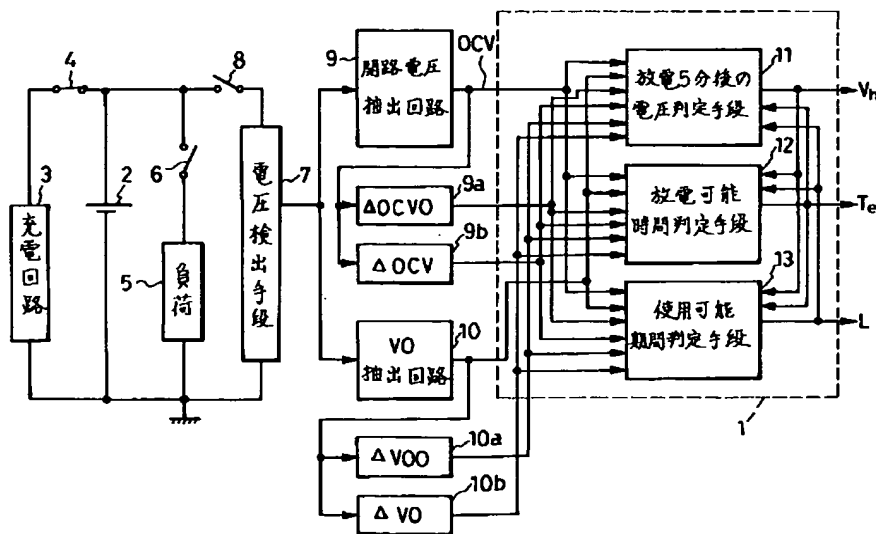 4
8
6
3
充電回路
2
5
負荷
7
電圧検出手段
9
開路電圧
抽出回路
OCV
9a
ΔOCVO
9b
ΔOCV
10
VO
抽出回路
10a
ΔVOO
10b
ΔVO
11
放電5分後の
電圧判定手段
Vh
12
放電可能
時間判定手段
Te
13
使用可能
期間判定手段
L
1